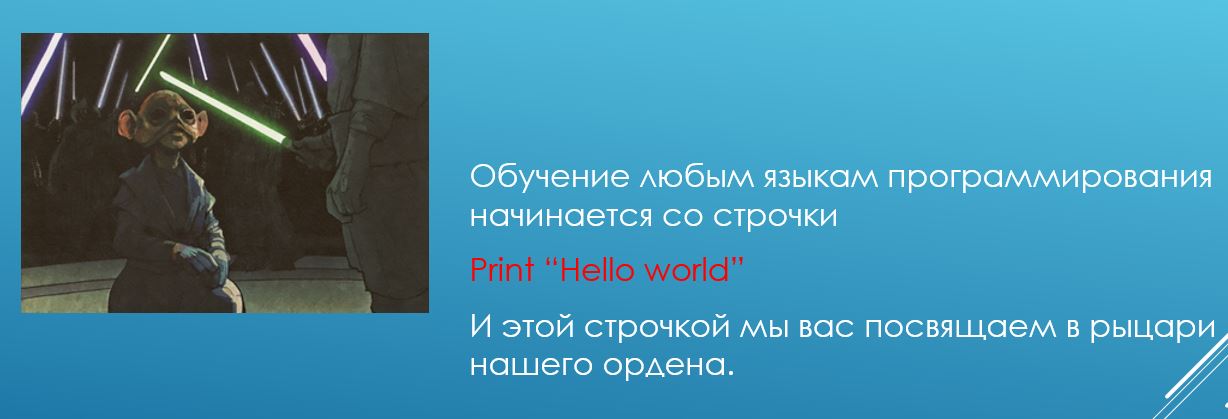 Обучение любым языкам программирования
начинается со строчки
Print “Hello world”
И этой строчкой мы вас посвящаем в рыцари
нашего ордена.